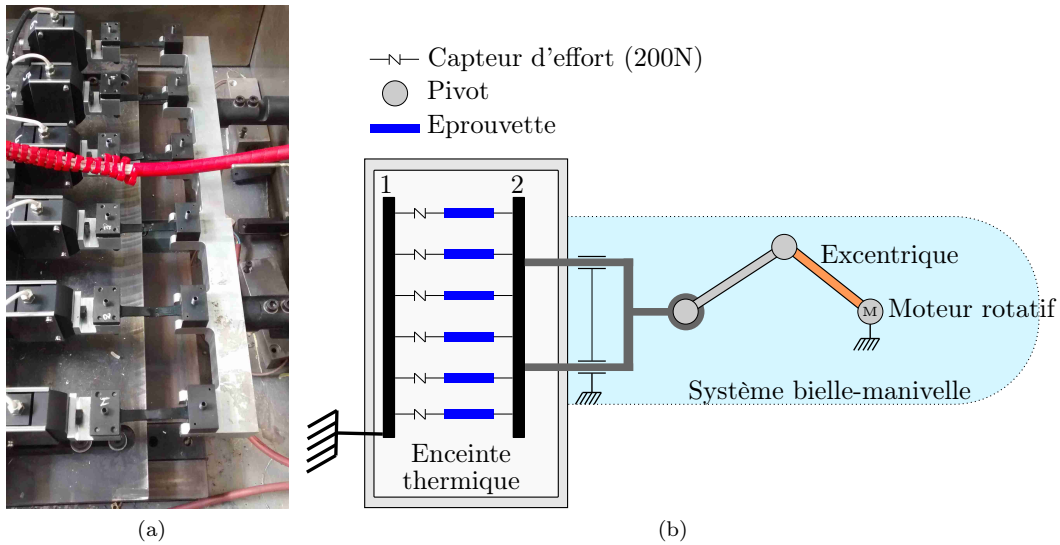 Capteur d'effort (200N)
Pivot
Eprouvette
1
2
Excentrique
M
Moteur rotatif
Système bielle-manivelle
Enceinte
thermique
(a)
(b)